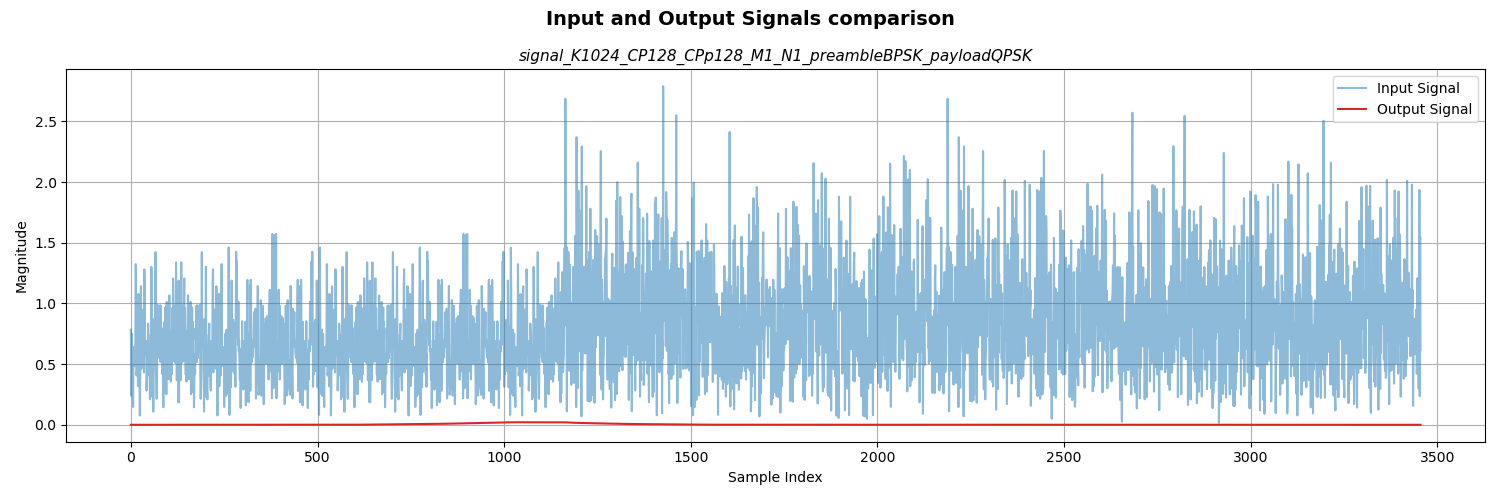 Input and Output Signals comparison
signal_K1024_CP128_CPp128_M1_N1_preambleBPSK_payloadQPSK
Input Signal
Output Signal
Magnitude
2.5
2.0
1.5
1.0
0.5
0.0
0 500 1000 1500 2000 2500 3000 3500
Sample Index